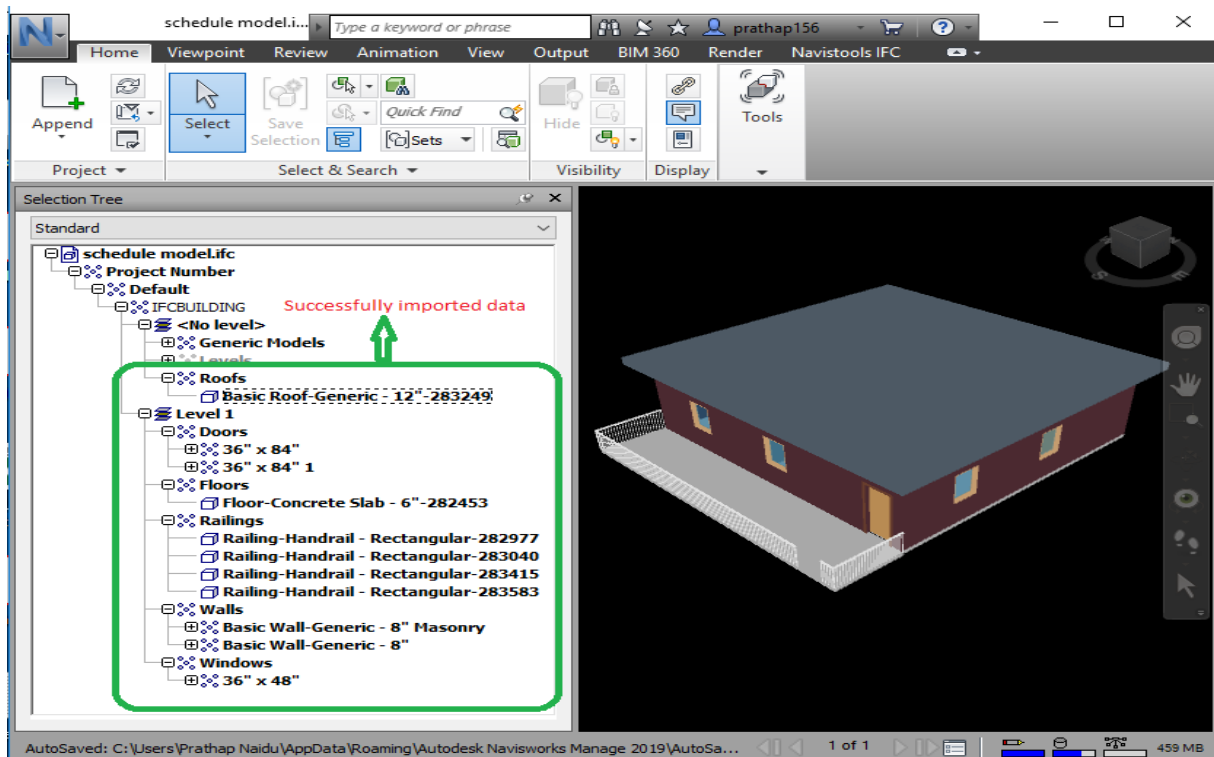 schedule model.i... Type a keyword or phrase prathap156
Home Viewpoint Review Animation View Output BIM 360 Render Navistools IFC
Append
Select
Save
Selection
Quick Find
Sets
Hide
Tools
Project Select & Search Visibility Display
Selection Tree
Standard
schedule model.ifc
Project Number
Default
IFCBUILDING Successfully imported data
<No level>
Generic Models
Levels
Roofs
Basic Roof-Generic - 12"-283249
Level 1
Doors
36" x 84"
36" x 84" 1
Floors
Floor-Concrete Slab - 6"-282453
Railings
Railing-Handrail - Rectangular-282977
Railing-Handrail - Rectangular-283040
Railing-Handrail - Rectangular-283415
Railing-Handrail - Rectangular-283583
Walls
Basic Wall-Generic - 8" Masonry
Basic Wall-Generic - 8"
Windows
36" x 48"
AutoSaved: C:\Users\Prathap Naidu\AppData\Roaming\Autodesk Navisworks Manage 2019\AutoSa... 1 of 1 459 MB